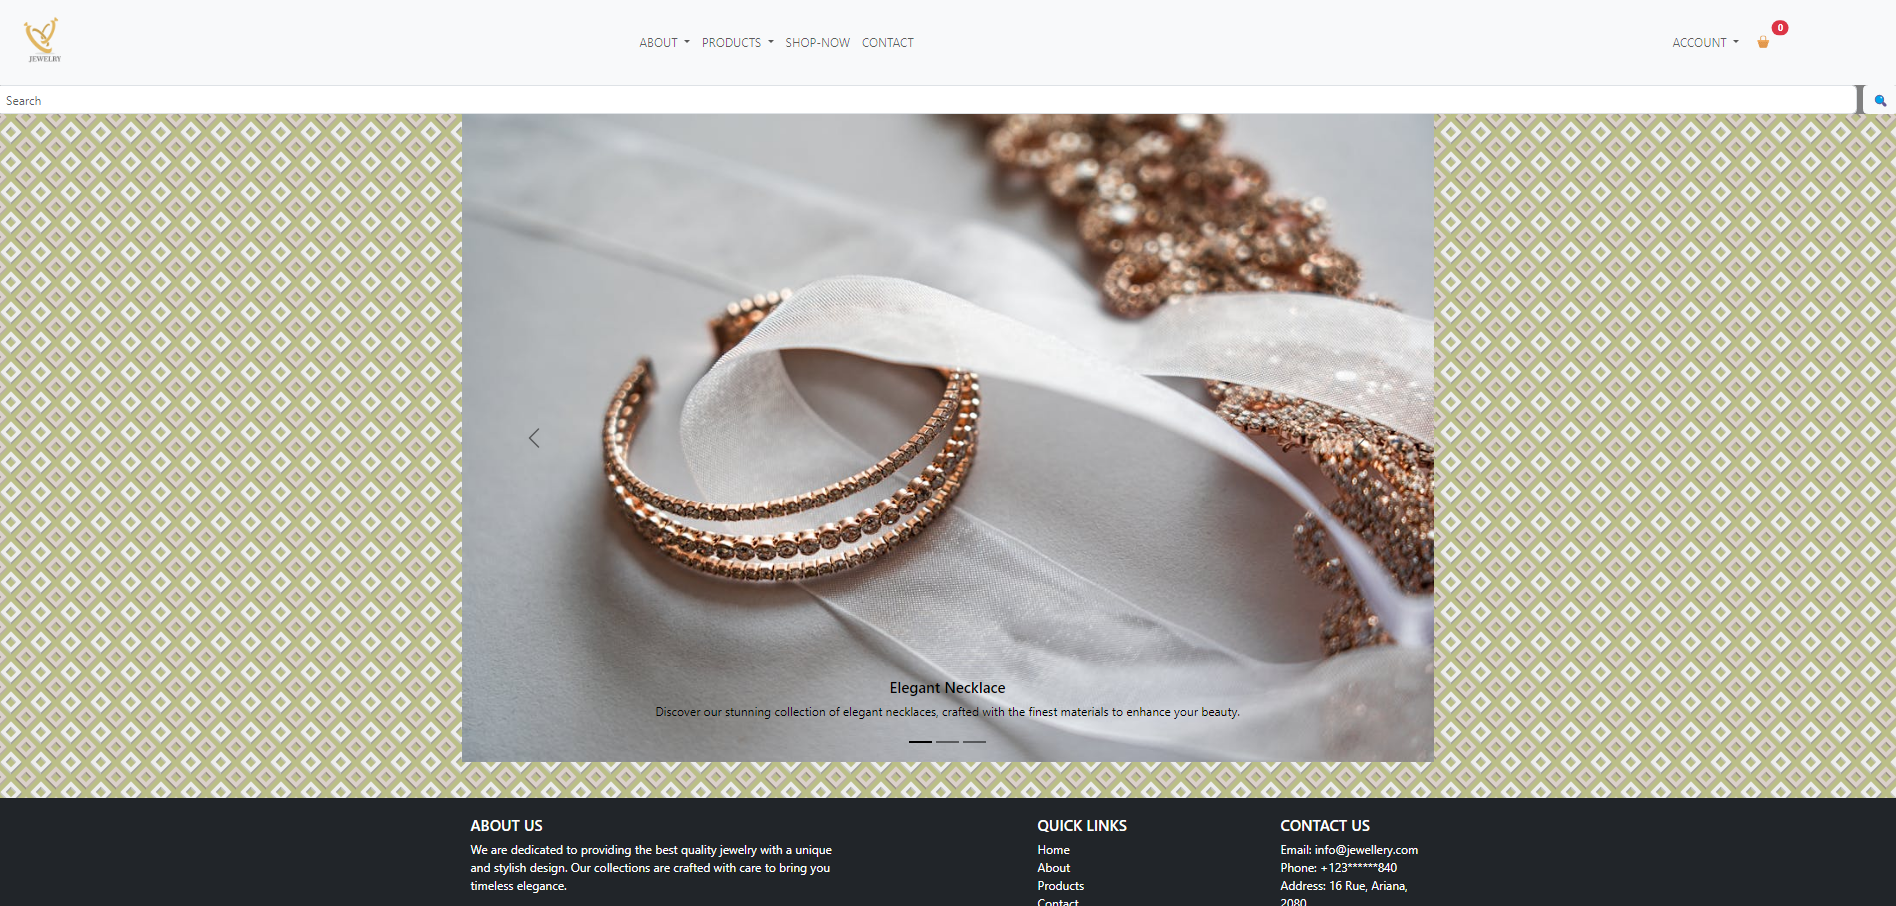 JEWELRY
ABOUT
PRODUCTS
SHOP-NOW
CONTACT
ACCOUNT
0
Search
Elegant Necklace
Discover our stunning collection of elegant necklaces, crafted with the finest materials to enhance your beauty.
ABOUT US
We are dedicated to providing the best quality jewelry with a unique
and stylish design. Our collections are crafted with care to bring you
timeless elegance.
QUICK LINKS
Home
About
Products
Contact
CONTACT US
Email: info@jewellery.com
Phone: +123******840
Address: 16 Rue, Ariana,
2080